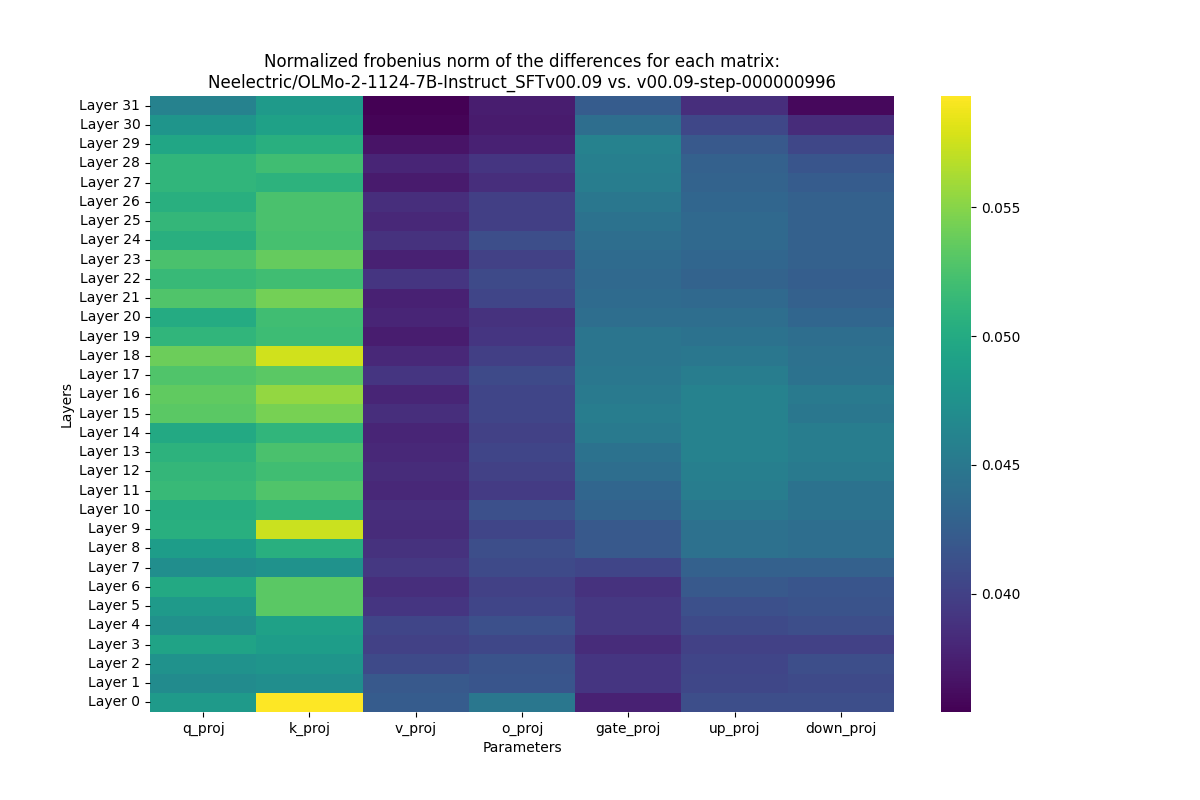 Normalized frobenius norm of the differences for each matrix:
Neelectric/OLMo-2-1124-7B-Instruct_SFTv00.09 vs. v00.09-step-000000996
Layers
Layer 31
Layer 30
Layer 29
Layer 28
Layer 27
Layer 26
Layer 25
Layer 24
Layer 23
Layer 22
Layer 21
Layer 20
Layer 19
Layer 18
Layer 17
Layer 16
Layer 15
Layer 14
Layer 13
Layer 12
Layer 11
Layer 10
Layer 9
Layer 8
Layer 7
Layer 6
Layer 5
Layer 4
Layer 3
Layer 2
Layer 1
Layer 0
q_proj k_proj v_proj o_proj gate_proj up_proj down_proj
Parameters
0.055
0.050
0.045
0.040